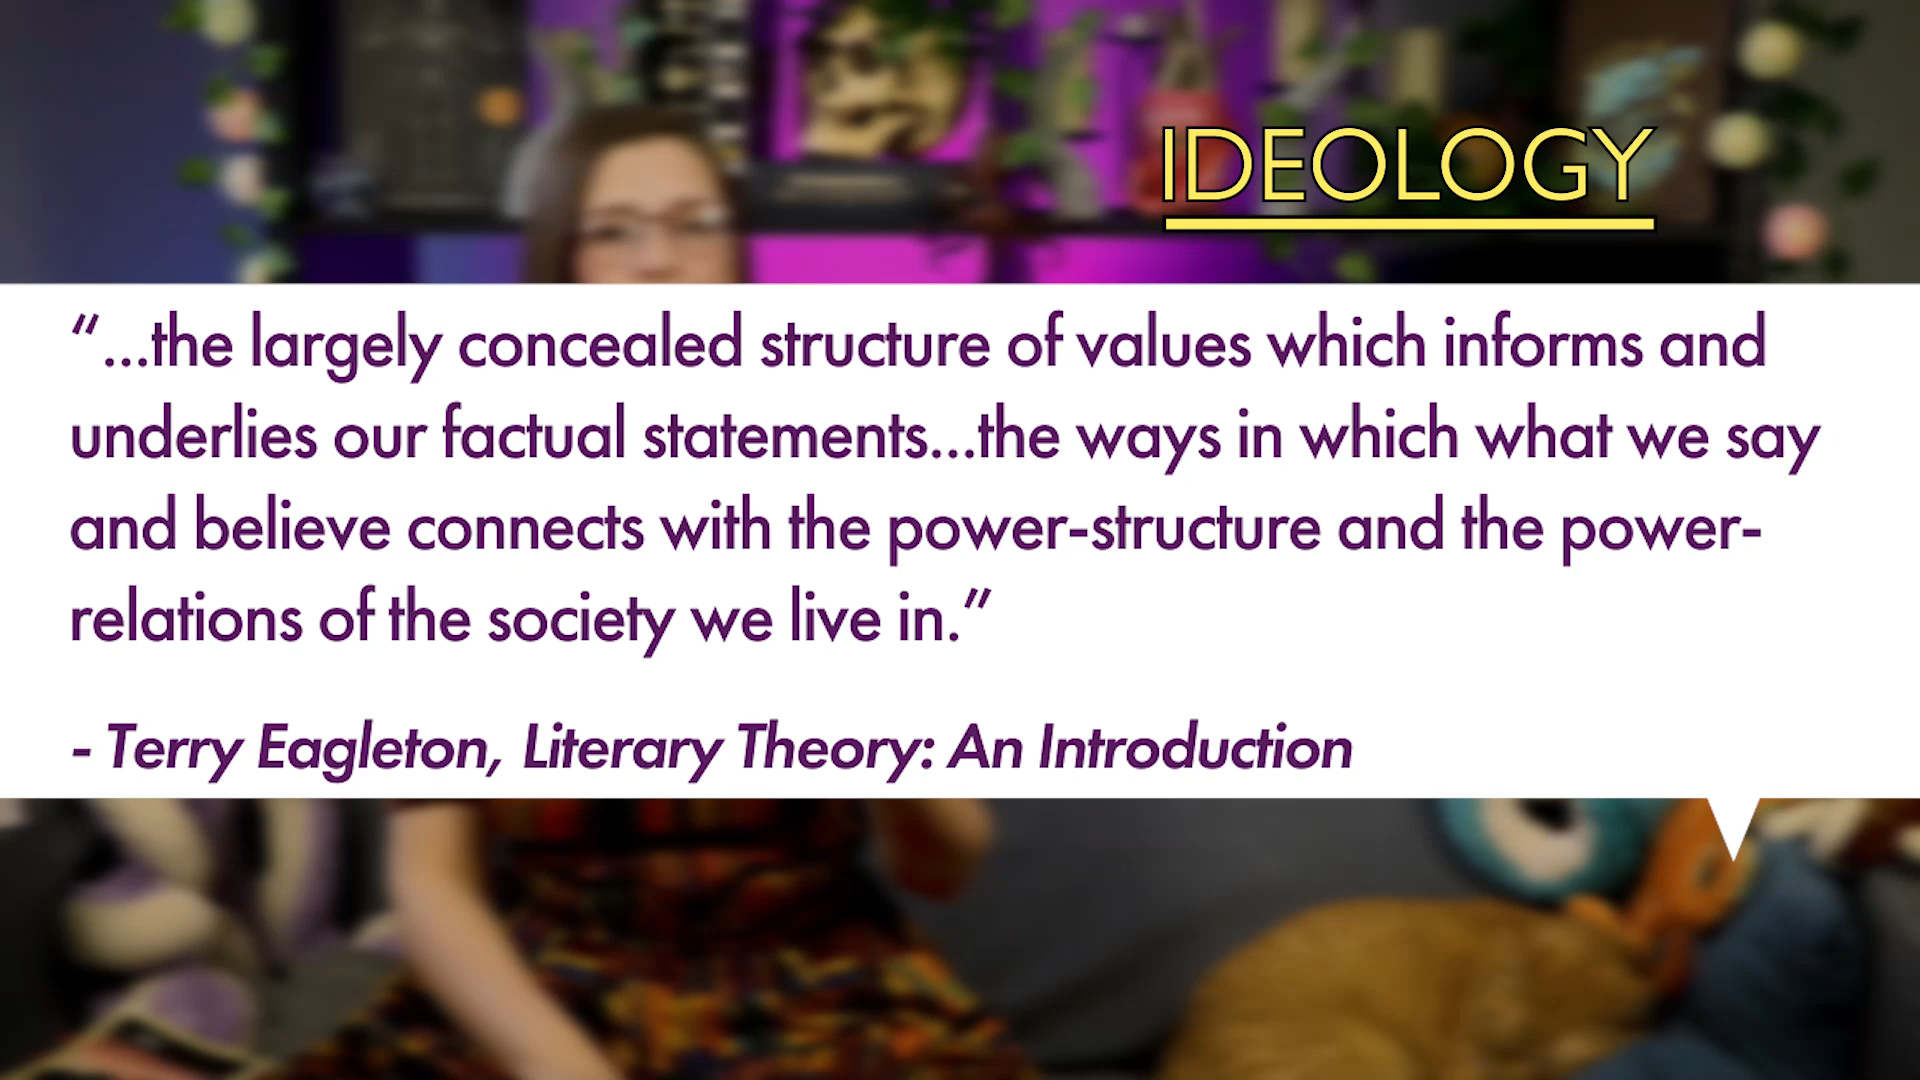 IDEOLOGY
“...the largely concealed structure of values which informs and
underlies our factual statements...the ways in which what we say
and believe connects with the power-structure and the power-
relations of the society we live in.”
- Terry Eagleton, Literary Theory: An Introduction